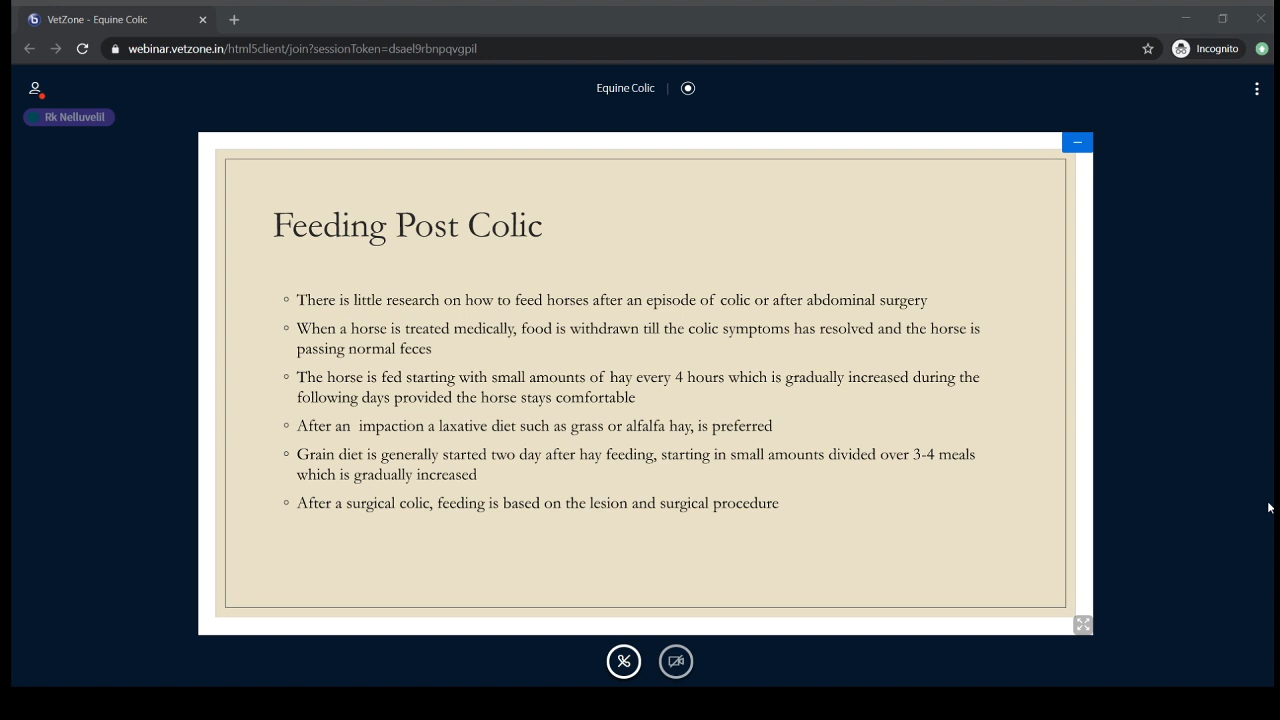 VetZone - Equine Colic
webinar.vetzone.in/html5client/join?sessionToken=dsael9rbnpqvgpil
Incognito
Equine Colic
Rk Nelluvelil
Feeding Post Colic
There is little research on how to feed horses after an episode of colic or after abdominal surgery
When a horse is treated medically, food is withdrawn till the colic symptoms has resolved and the horse is
passing normal feces
The horse is fed starting with small amounts of hay every 4 hours which is gradually increased during the
following days provided the horse stays comfortable
After an impaction a laxative diet such as grass or alfalfa hay, is preferred
Grain diet is generally started two day after hay feeding, starting in small amounts divided over 3-4 meals
which is gradually increased
After a surgical colic, feeding is based on the lesion and surgical procedure